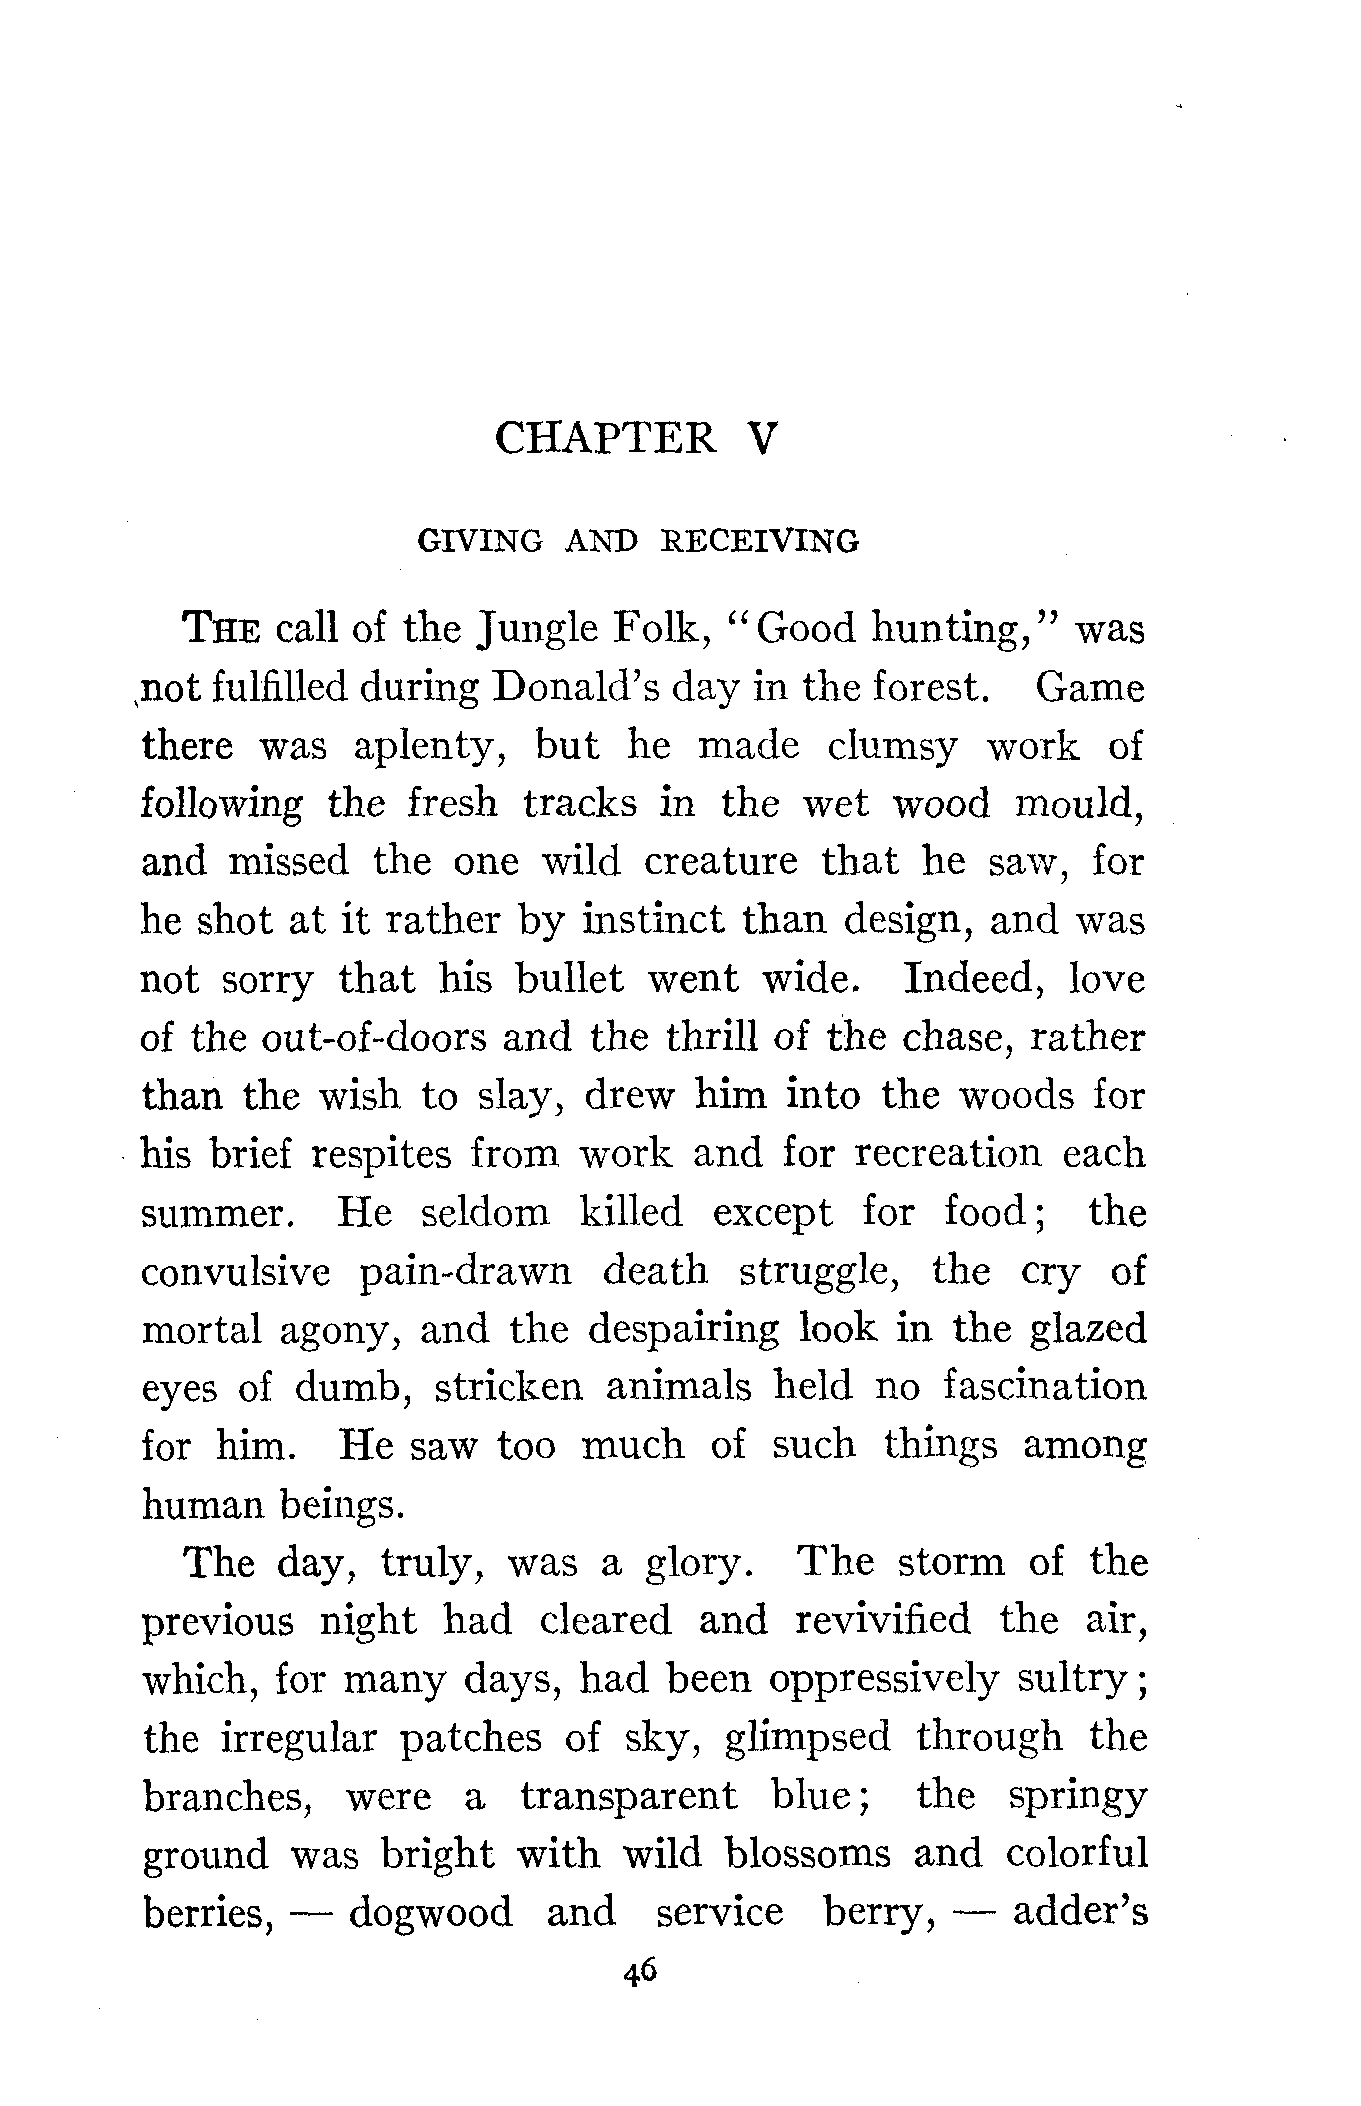 CHAPTER V
GIVING AND RECEIVING
THE call of the Jungle Folk, “Good hunting,” was
not fulfilled during Donald’s day in the forest. Game
there was aplenty, but he made clumsy work of
following the fresh tracks in the wet wood mould,
and missed the one wild creature that he saw, for
he shot at it rather by instinct than design, and was
not sorry that his bullet went wide. Indeed, love
of the out-of-doors and the thrill of the chase, rather
than the wish to slay, drew him into the woods for
his brief respites from work and for recreation each
summer. He seldom killed except for food; the
convulsive pain-drawn death struggle, the cry of
mortal agony, and the despairing look in the glazed
eyes of dumb, stricken animals held no fascination
for him. He saw too much of such things among
human beings.
The day, truly, was a glory. The storm of the
previous night had cleared and revivified the air,
which, for many days, had been oppressively sultry;
the irregular patches of sky, glimpsed through the
branches, were a transparent blue; the springy
ground was bright with wild blossoms and colorful
berries, — dogwood and service berry, — adder’s
46